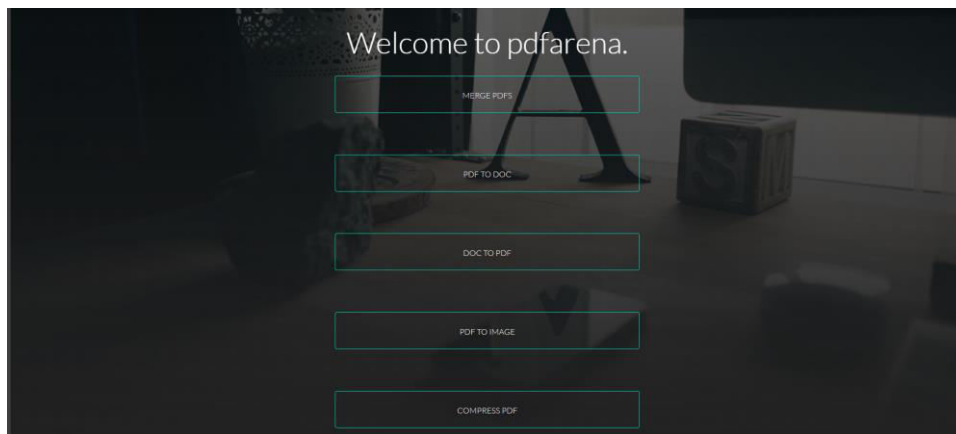 Welcome to pdfarena.
MERGE PDFS
PDF TO DOC
DOC TO PDF
PDF TO IMAGE
COMPRESS PDF
A
S
M